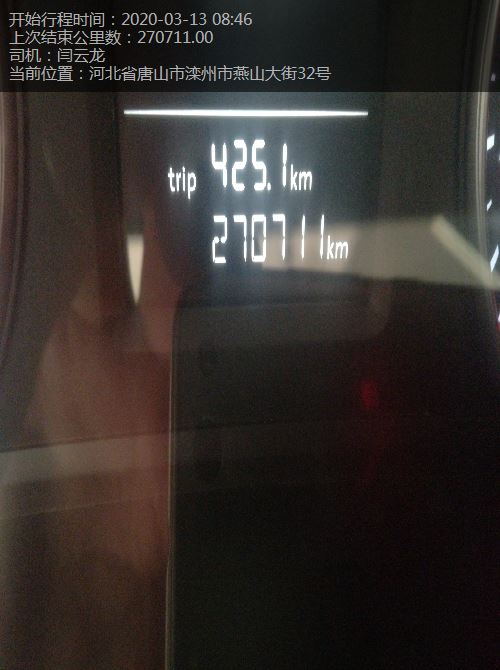 开始行程时间：2020-03-13 08:46
上次结束公里数：270711.00
司机：闫云龙
当前位置：河北省唐山市滦州市燕山大街32号
trip 425.1km
270711km